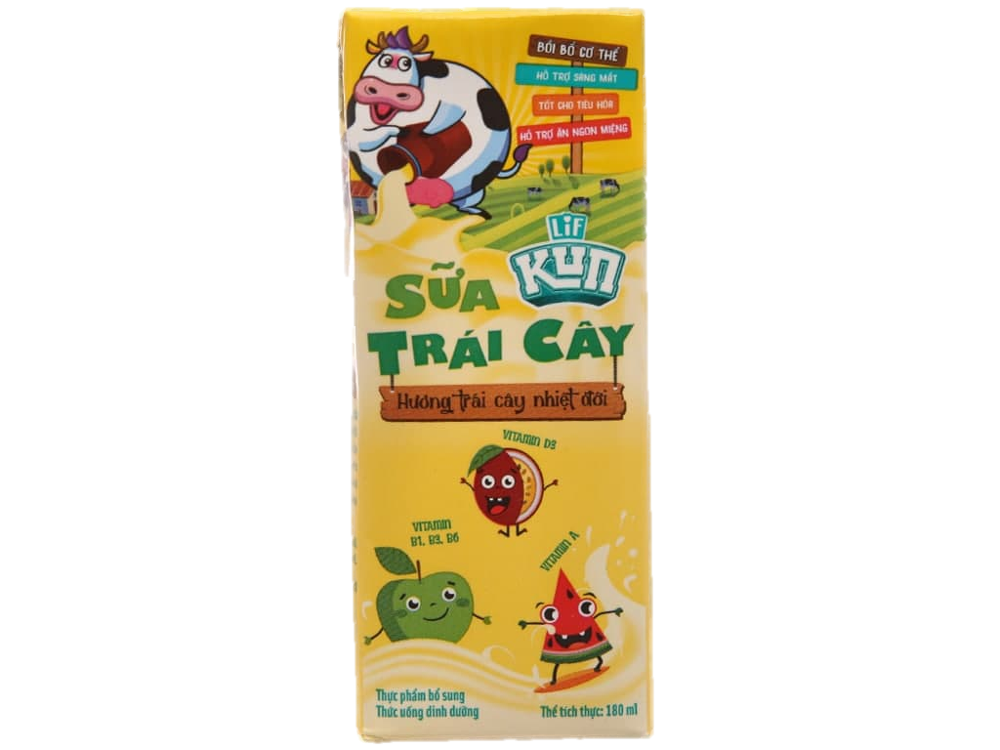 BỒI BỔ CƠ THỂ
HỖ TRỢ SÁNG MẮT
TỐT CHO TIÊU HÓA
HỖ TRỢ ĂN NGON MIỆNG
LiF
KUN
SỮA
TRÁI CÂY
Hương trái cây nhiệt đới
VITAMIN D3
VITAMIN
B1, B3, B6
VITAMIN A
Thực phẩm bổ sung
Thức uống dinh dưỡng
Thể tích thực: 180 ml